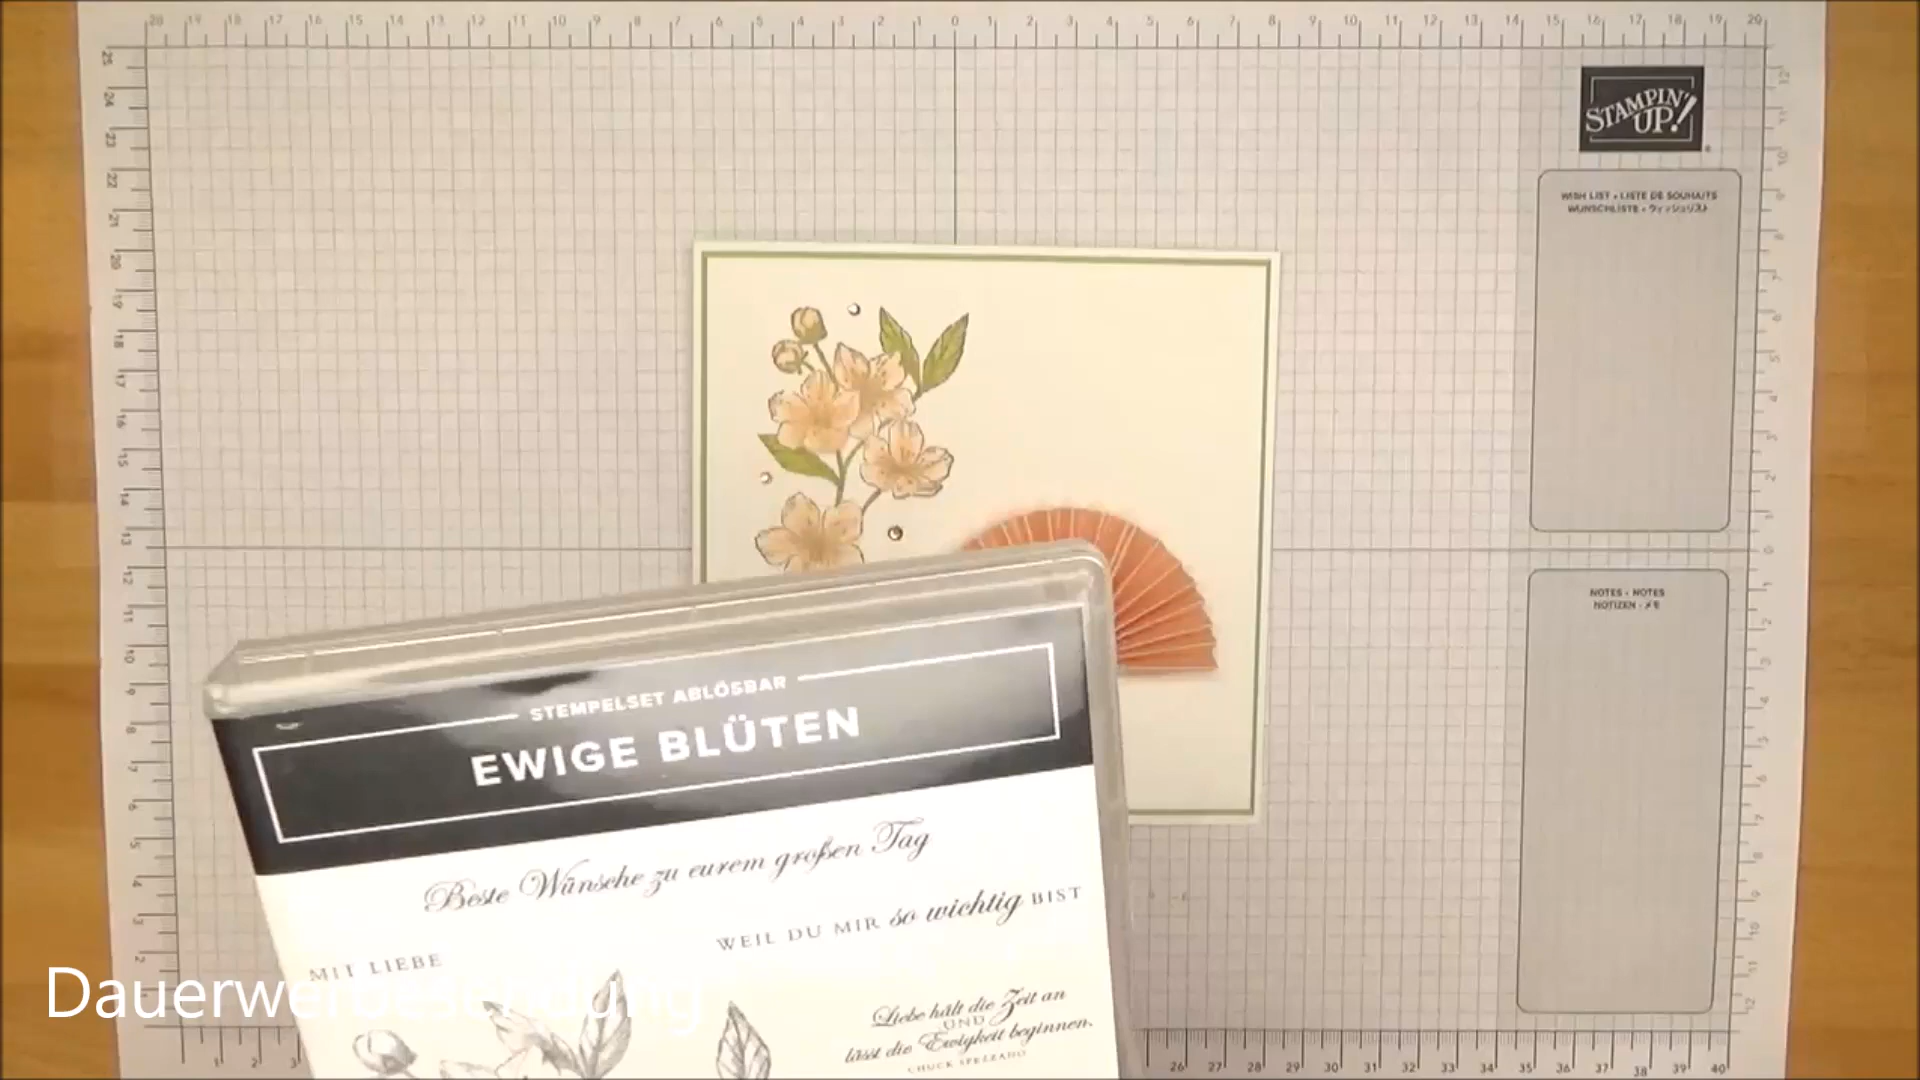 STAMPIN' UP!
WISH LIST • LISTE DE SOUHAITS
WUNSCHLISTE • ウィッシュリスト
NOTES • NOTES
NOTIZEN • メモ
STEMPELSET ABLÖSBAR
EWIGE BLÜTEN
Beste Wünsche zu eurem großen Tag
WEIL DU MIR so wichtig BIST
MIT LIEBE
Liebe hält die Zeit an
UND
lässt die Ewigkeit beginnen.
CHUCK SPEZZANO
Dauerwerbesendung